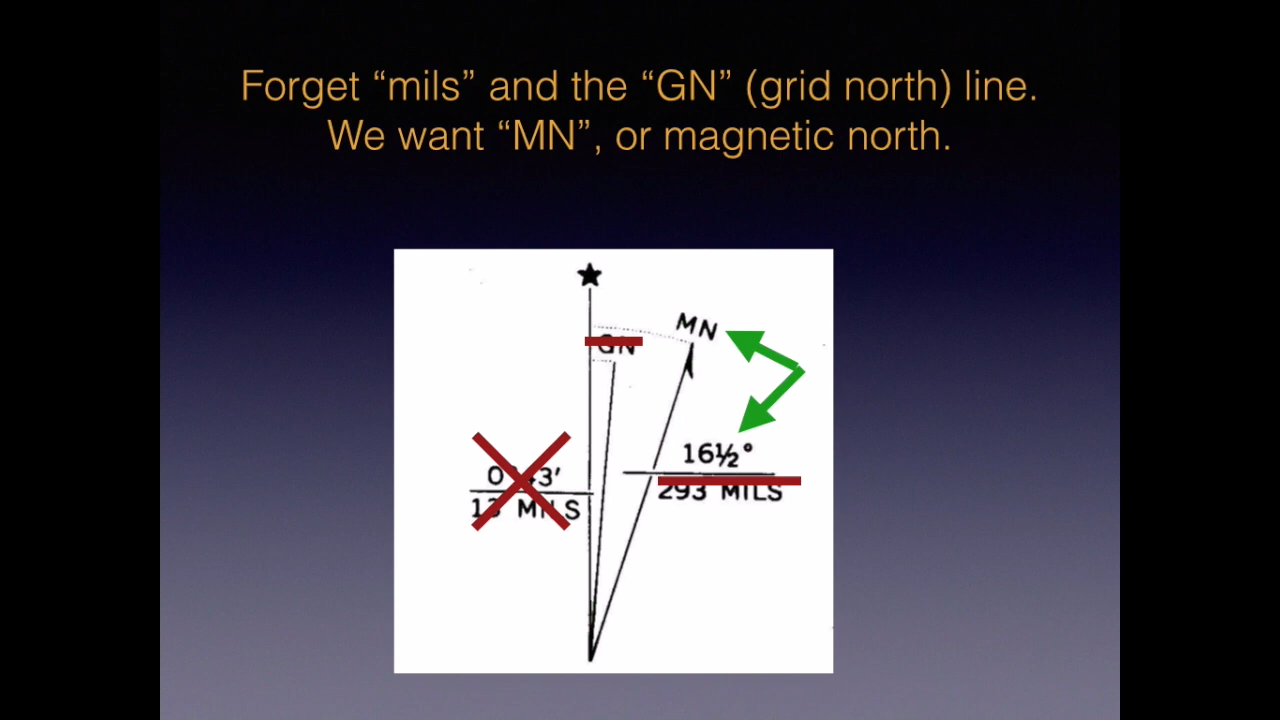 Forget “mils” and the “GN” (grid north) line.
We want “MN”, or magnetic north.
MN
GN
16½°
293 MILS
MILS